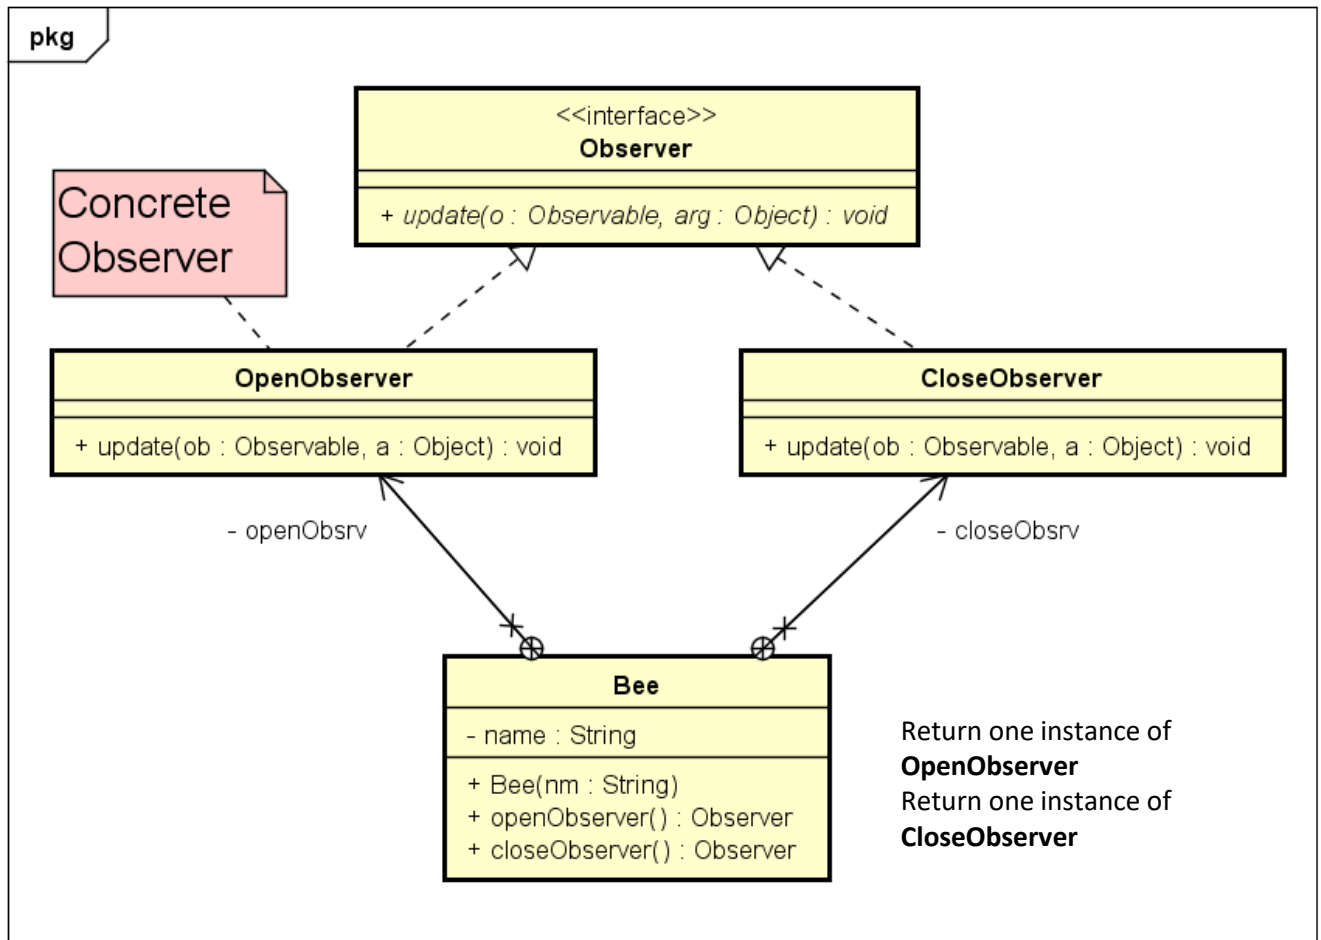 pkg
<<interface>>
Observer
+ update(o : Observable, arg : Object) : void
Concrete
Observer
OpenObserver
+ update(ob : Observable, a : Object) : void
CloseObserver
+ update(ob : Observable, a : Object) : void
- openObsrv
- closeObsrv
Bee
- name : String
+ Bee(nm : String)
+ openObserver() : Observer
+ closeObserver() : Observer
Return one instance of
OpenObserver
Return one instance of
CloseObserver